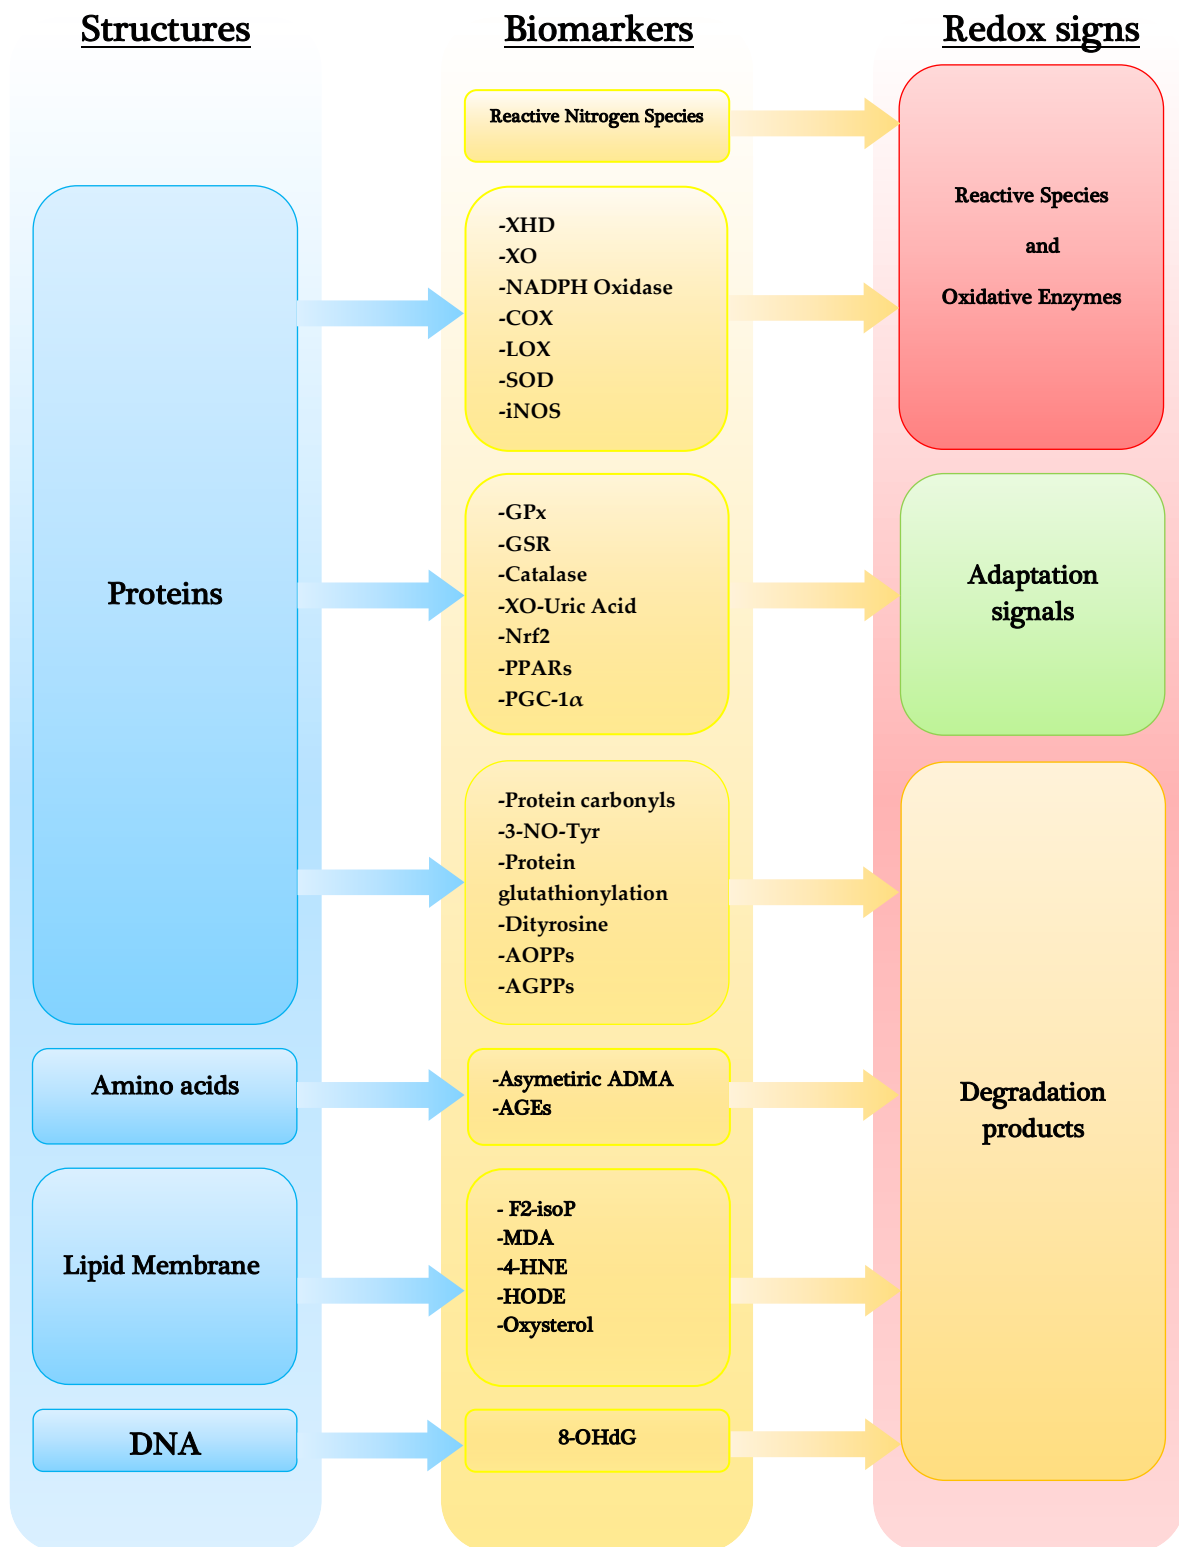 Structures
Biomarkers
Redox signs
Reactive Nitrogen Species
-XHD
-XO
-NADPH Oxidase
-COX
-LOX
-SOD
-iNOS
Reactive Species
and
Oxidative Enzymes
Proteins
-GPx
-GSR
-Catalase
-XO-Uric Acid
-Nrf2
-PPARs
-PGC-1α
Adaptation
signals
-Protein carbonyls
-3-NO-Tyr
-Protein
glutathionylation
-Dityrosine
-AOPPs
-AGPPs
Amino acids
-Asymetiric ADMA
-AGEs
Degradation
products
Lipid Membrane
- F2-isoP
-MDA
-4-HNE
-HODE
-Oxysterol
DNA
8-OHdG